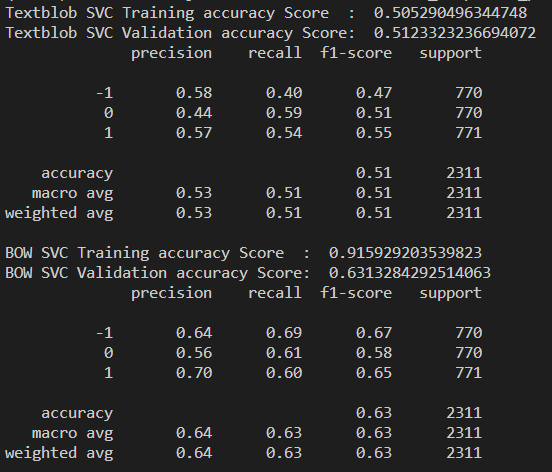 Textblob SVC Training accuracy Score  :  0.505290496344748
Textblob SVC Validation accuracy Score:  0.5123323236694072
              precision    recall  f1-score   support

          -1       0.58      0.40      0.47       770
           0       0.44      0.59      0.51       770
           1       0.57      0.54      0.55       771

    accuracy                           0.51      2311
   macro avg       0.53      0.51      0.51      2311
weighted avg       0.53      0.51      0.51      2311

BOW SVC Training accuracy Score  :  0.915929203539823
BOW SVC Validation accuracy Score:  0.6313284292514063
              precision    recall  f1-score   support

          -1       0.64      0.69      0.67       770
           0       0.56      0.61      0.58       770
           1       0.70      0.60      0.65       771

    accuracy                           0.63      2311
   macro avg       0.64      0.63      0.63      2311
weighted avg       0.64      0.63      0.63      2311